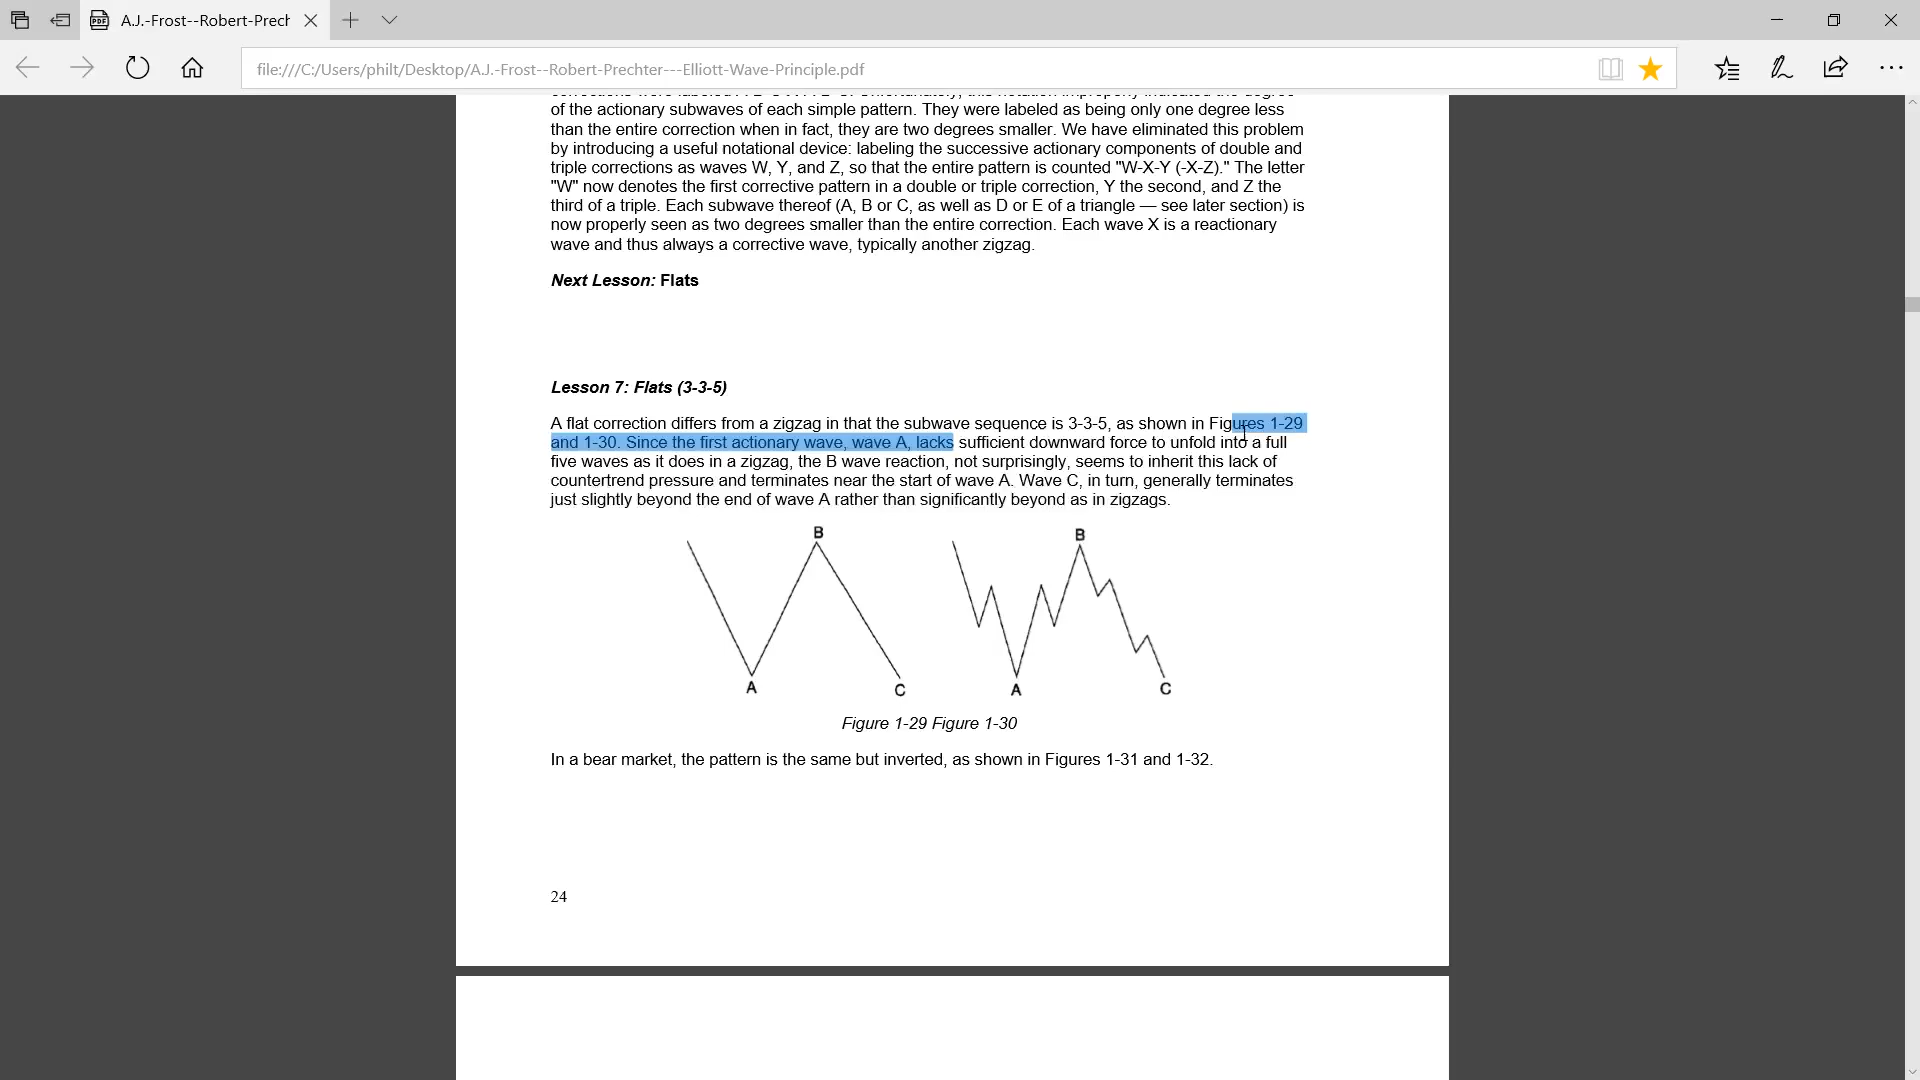 A.J.-Frost--Robert-Precł
file:///C:/Users/philt/Desktop/A.J.-Frost--Robert-Prechter---Elliott-Wave-Principle.pdf
of the actionary subwaves of each simple pattern. They were labeled as being only one degree less
than the entire correction when in fact, they are two degrees smaller. We have eliminated this problem
by introducing a useful notational device: labeling the successive actionary components of double and
triple corrections as waves W, Y, and Z, so that the entire pattern is counted "W-X-Y (-X-Z)." The letter
"W" now denotes the first corrective pattern in a double or triple correction, Y the second, and Z the
third of a triple. Each subwave thereof (A, B or C, as well as D or E of a triangle — see later section) is
now properly seen as two degrees smaller than the entire correction. Each wave X is a reactionary
wave and thus always a corrective wave, typically another zigzag.
Next Lesson: Flats
Lesson 7: Flats (3-3-5)
A flat correction differs from a zigzag in that the subwave sequence is 3-3-5, as shown in Figures 1-29
and 1-30. Since the first actionary wave, wave A, lacks sufficient downward force to unfold into a full
five waves as it does in a zigzag, the B wave reaction, not surprisingly, seems to inherit this lack of
countertrend pressure and terminates near the start of wave A. Wave C, in turn, generally terminates
just slightly beyond the end of wave A rather than significantly beyond as in zigzags.
B B
A C A C
Figure 1-29 Figure 1-30
In a bear market, the pattern is the same but inverted, as shown in Figures 1-31 and 1-32.
24